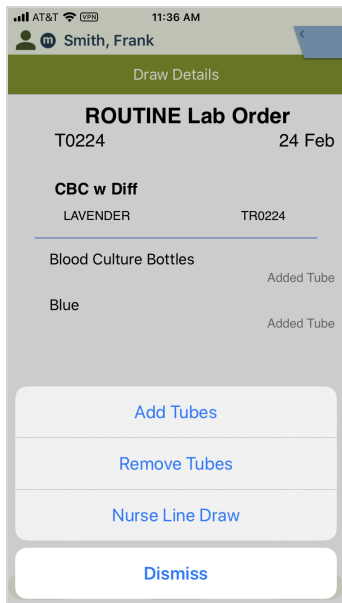 AT&T VPN 11:36 AM
m Smith, Frank
Draw Details
ROUTINE Lab Order
T0224 24 Feb
CBC w Diff
LAVENDER TR0224
Blood Culture Bottles
Added Tube
Blue
Added Tube
Add Tubes
Remove Tubes
Nurse Line Draw
Dismiss